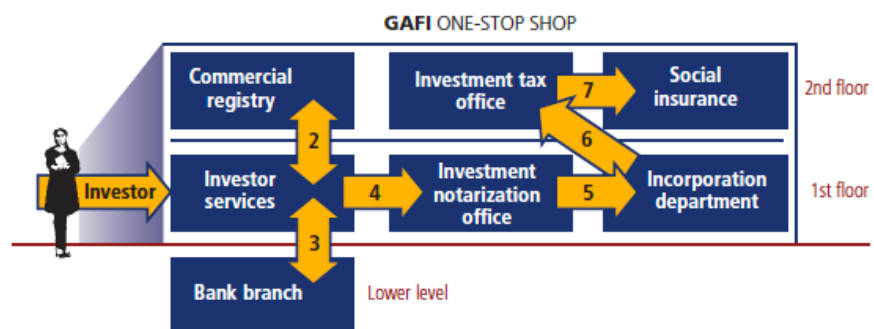 GAFI ONE-STOP SHOP
Commercial
registry
Investment tax
office
7
Social
insurance
2nd floor
2
6
Investor
Investor
services
4
Investment
notarization
office
5
Incorporation
department
1st floor
3
Bank branch
Lower level